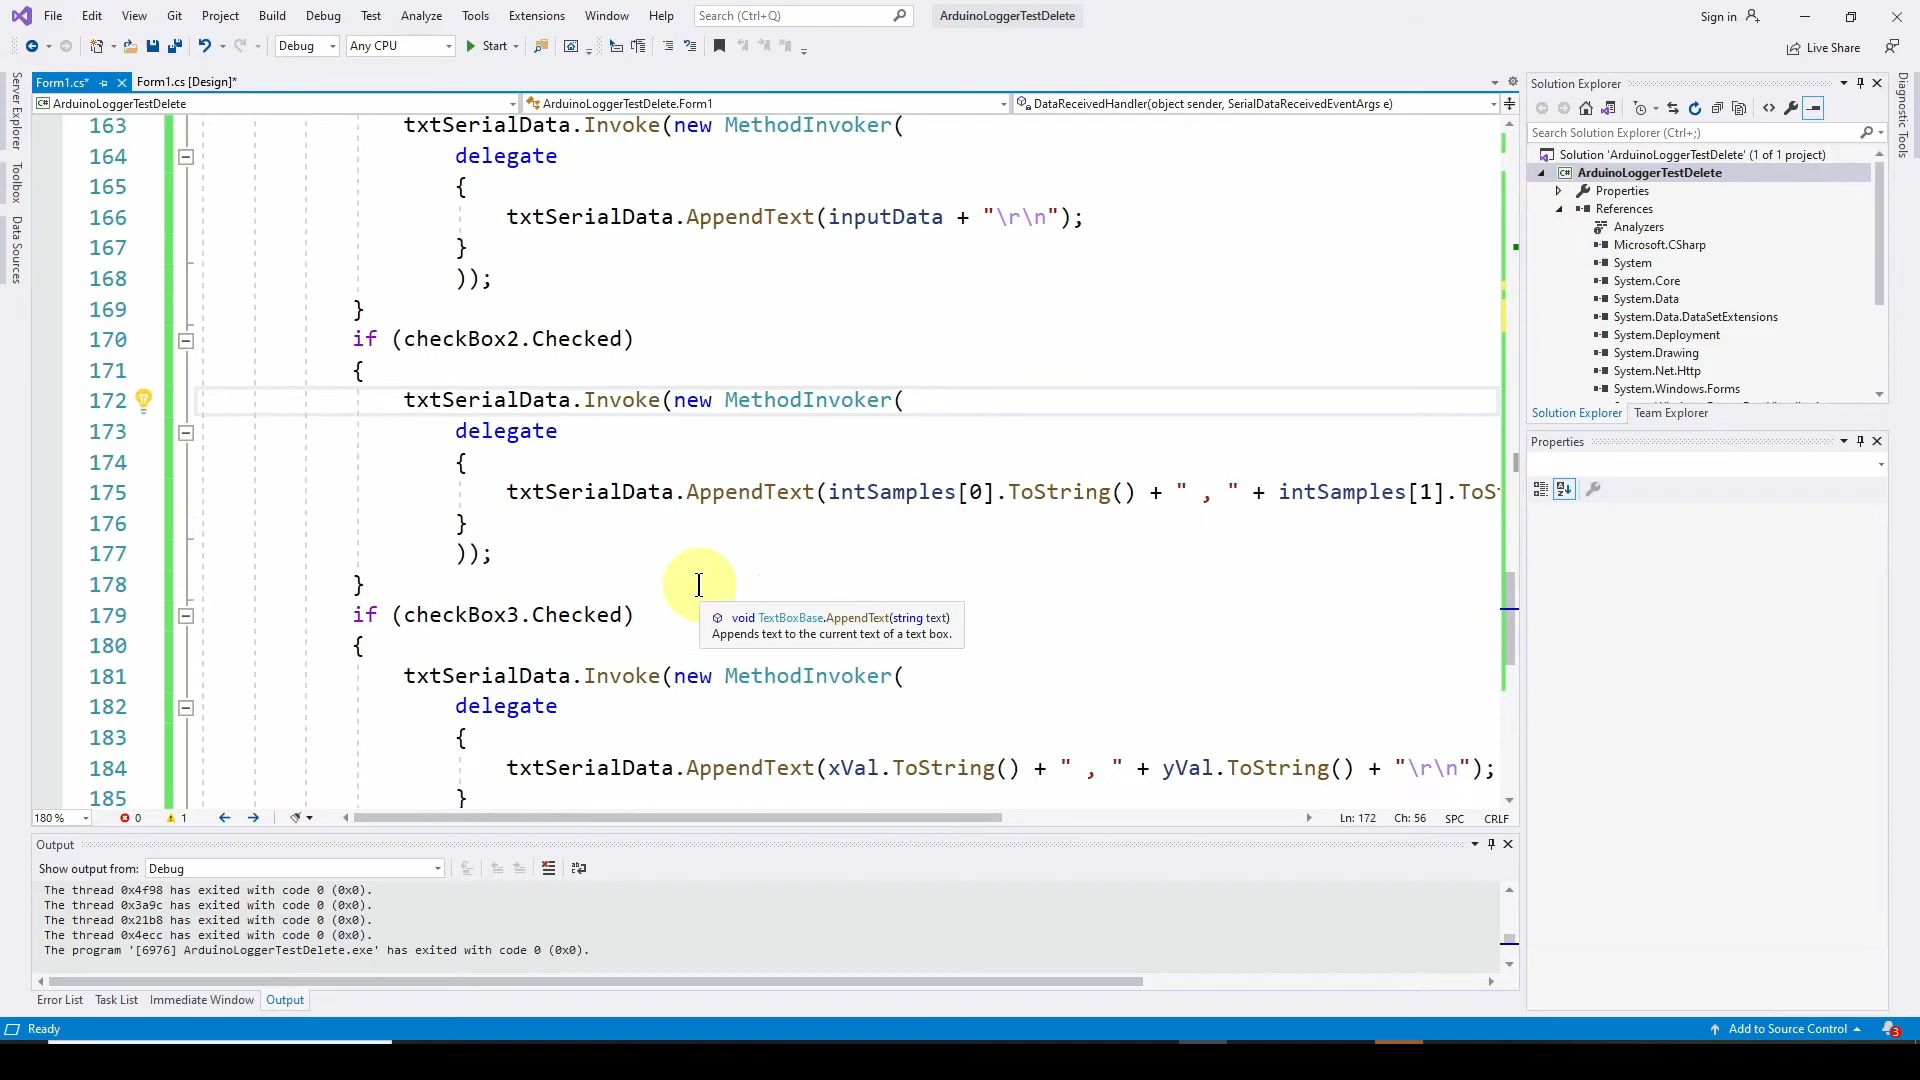 File Edit View Git Project Build Debug Test Analyze Tools Extensions Window Help Search (Ctrl+Q) ArduinoLoggerTestDelete Sign in
Debug Any CPU Start Live Share
Form1.cs* Form1.cs [Design]*
ArduinoLoggerTestDelete ArduinoLoggerTestDelete.Form1 DataReceivedHandler(object sender, SerialDataReceivedEventArgs e)
Server Explorer
Toolbox
Data Sources
163 txtSerialData.Invoke(new MethodInvoker(
164 delegate
165 {
166 txtSerialData.AppendText(inputData + "\r\n");
167 }
168 ));
169 }
170 if (checkBox2.Checked)
171 {
172 txtSerialData.Invoke(new MethodInvoker(
173 delegate
174 {
175 txtSerialData.AppendText(intSamples[0].ToString() + " , " + intSamples[1].ToS
176 }
177 ));
178 }
179 if (checkBox3.Checked)
180 {
181 txtSerialData.Invoke(new MethodInvoker(
182 delegate
183 {
184 txtSerialData.AppendText(xVal.ToString() + " , " + yVal.ToString() + "\r\n");
185 }
void TextBoxBase.AppendText(string text)
Appends text to the current text of a text box.
180 % 0 1 Ln: 172 Ch: 56 SPC CRLF
Output
Show output from: Debug
The thread 0x4f98 has exited with code 0 (0x0).
The thread 0x3a9c has exited with code 0 (0x0).
The thread 0x21b8 has exited with code 0 (0x0).
The thread 0x4ecc has exited with code 0 (0x0).
The program '[6976] ArduinoLoggerTestDelete.exe' has exited with code 0 (0x0).
Error List Task List Immediate Window Output
Solution Explorer
Search Solution Explorer (Ctrl+;)
Solution 'ArduinoLoggerTestDelete' (1 of 1 project)
C# ArduinoLoggerTestDelete
Properties
References
Analyzers
Microsoft.CSharp
System
System.Core
System.Data
System.Data.DataSetExtensions
System.Deployment
System.Drawing
System.Net.Http
System.Windows.Forms
Solution Explorer Team Explorer
Properties
Diagnostic Tools
Ready Add to Source Control 3